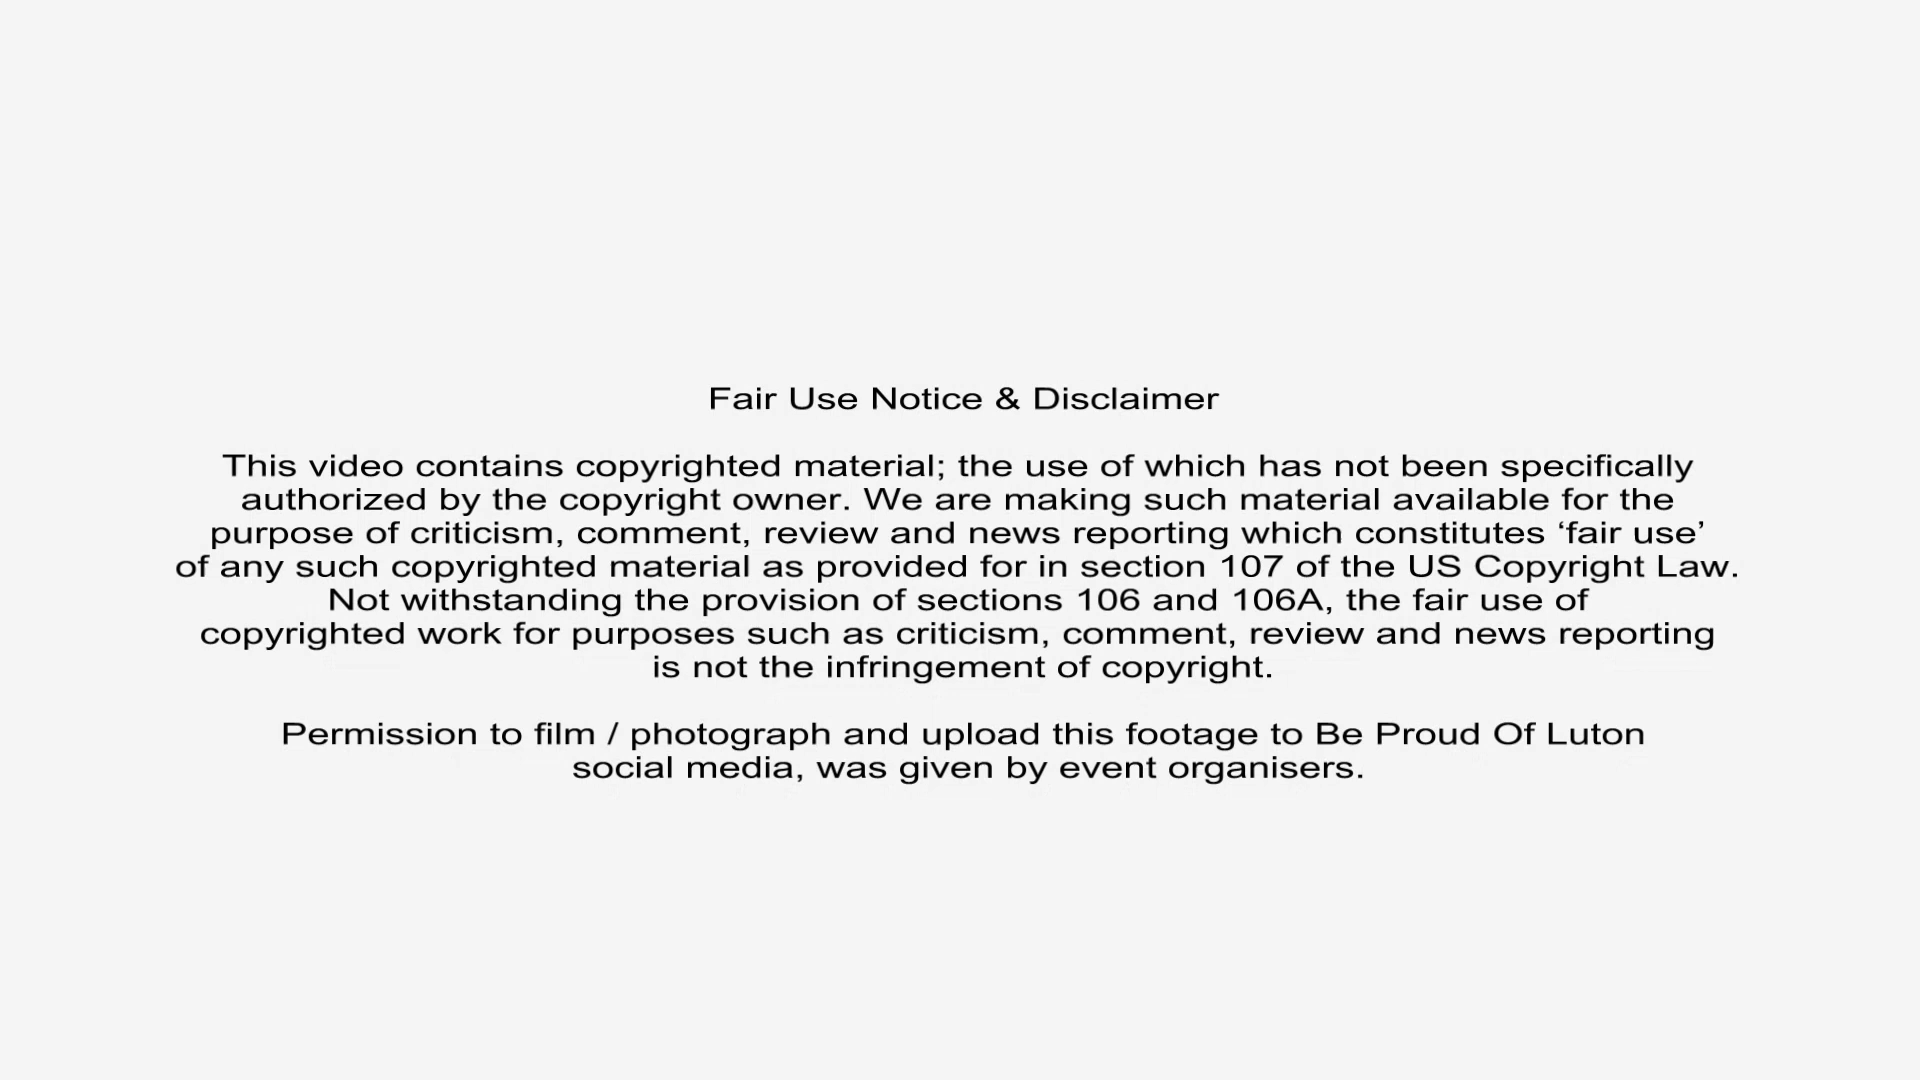 Fair Use Notice & Disclaimer
This video contains copyrighted material; the use of which has not been specifically
authorized by the copyright owner. We are making such material available for the
purpose of criticism, comment, review and news reporting which constitutes ‘fair use’
of any such copyrighted material as provided for in section 107 of the US Copyright Law.
Not withstanding the provision of sections 106 and 106A, the fair use of
copyrighted work for purposes such as criticism, comment, review and news reporting
is not the infringement of copyright.
Permission to film / photograph and upload this footage to Be Proud Of Luton
social media, was given by event organisers.